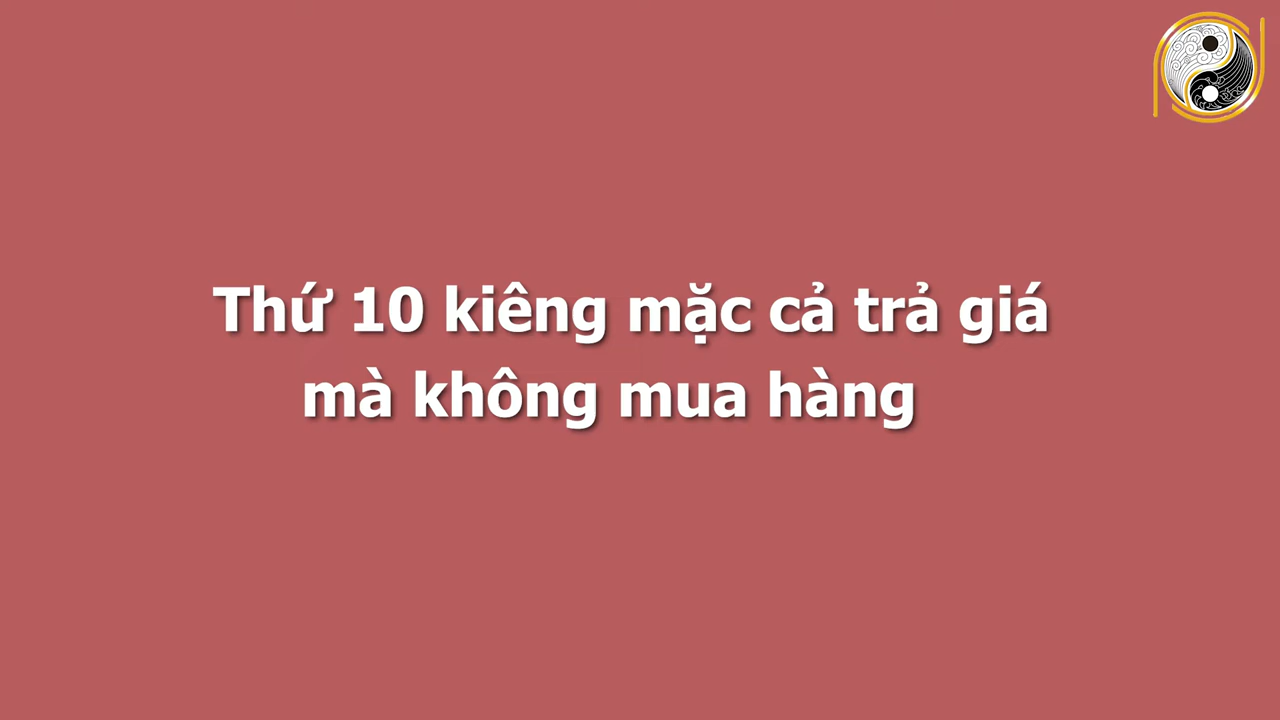 Thứ 10 kiêng mặc cả trả giá
mà không mua hàng